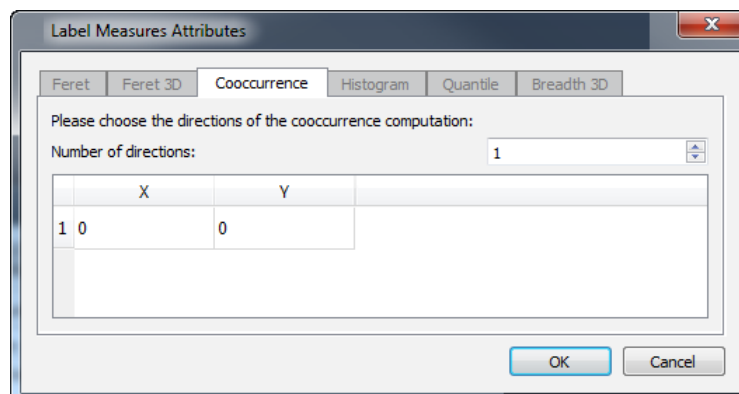 Label Measures Attributes
Feret Feret 3D Cooccurrence Histogram Quantile Breadth 3D
Please choose the directions of the cooccurrence computation:
Number of directions: 1
X Y
1 0 0
OK Cancel